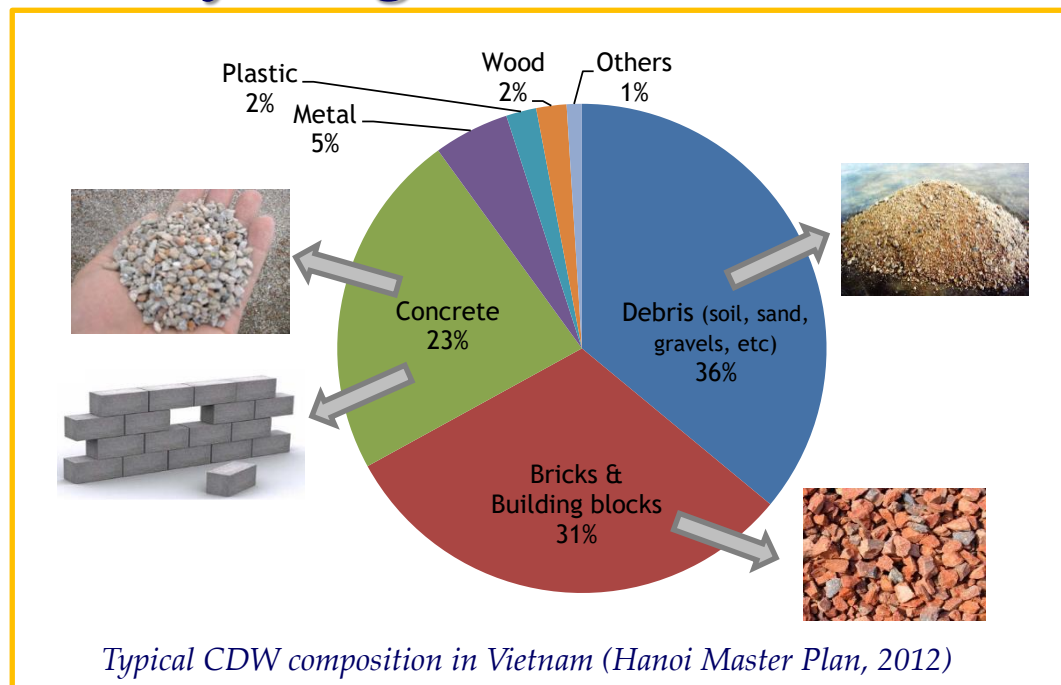 Plastic
2%
Wood
2%
Others
1%
Metal
5%
Concrete
23%
Debris (soil, sand,
gravels, etc)
36%
Bricks &
Building blocks
31%
Typical CDW composition in Vietnam (Hanoi Master Plan, 2012)